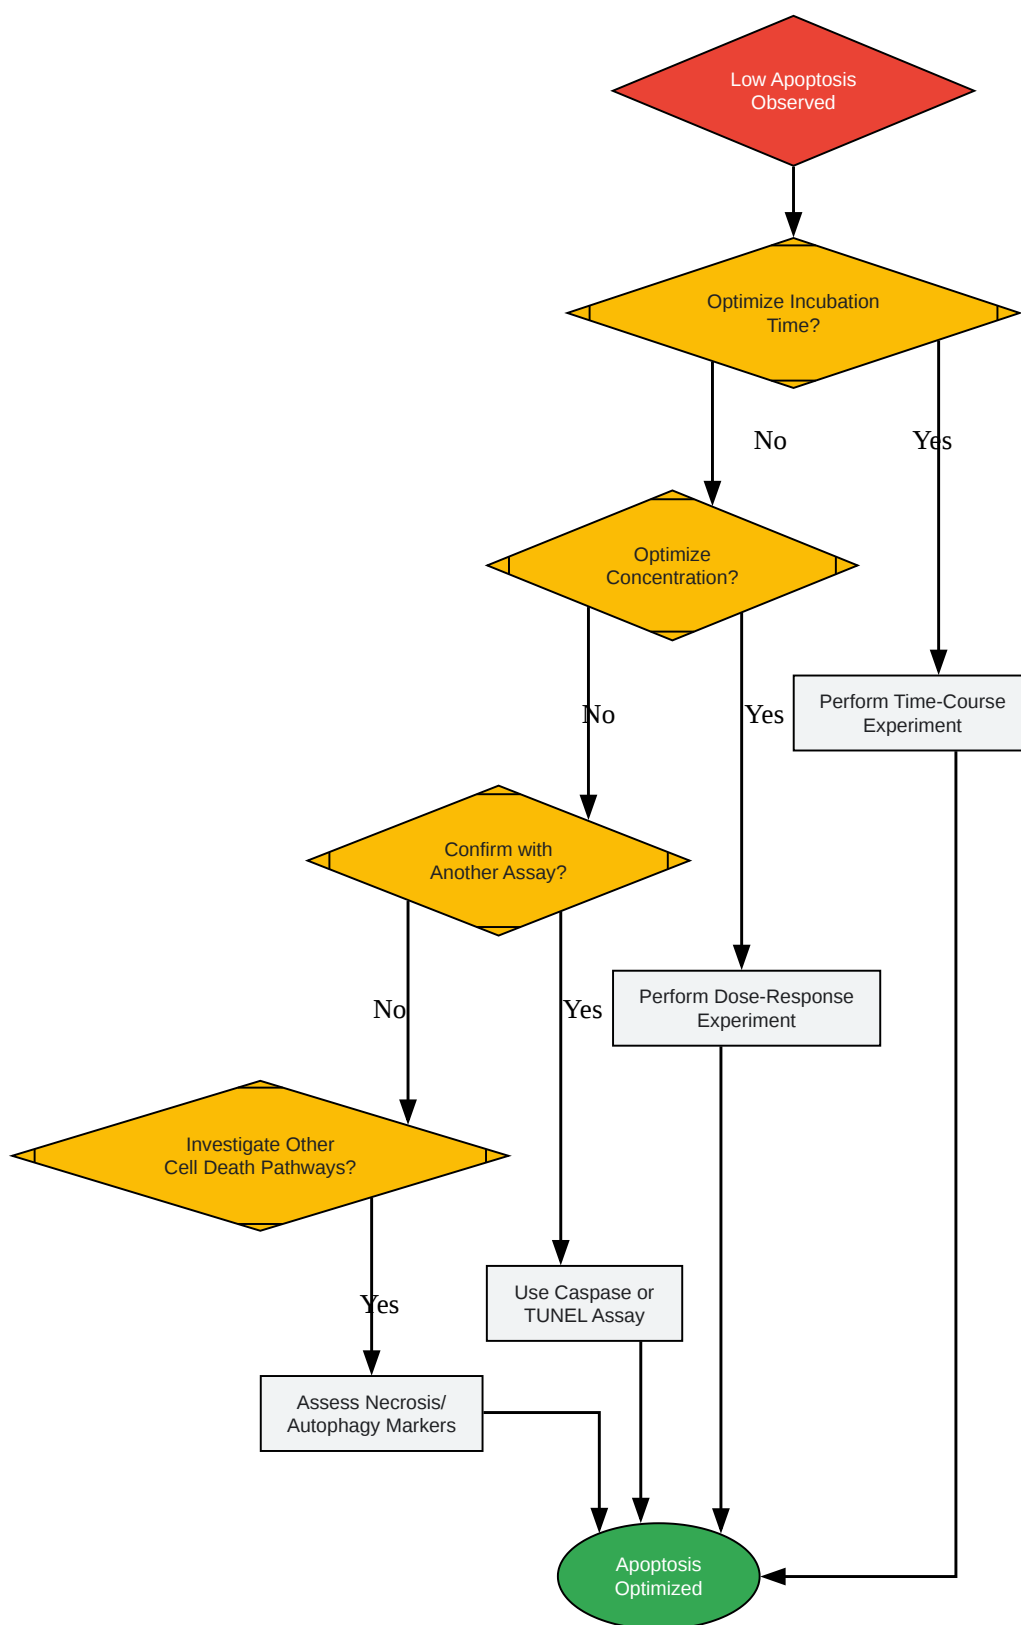 Low Apoptosis
Observed
Optimize Incubation
Time?
No
Yes
Optimize
Concentration?
No
Yes
Perform Time-Course
Experiment
Confirm with
Another Assay?
No
Yes
Perform Dose-Response
Experiment
Investigate Other
Cell Death Pathways?
Yes
Use Caspase or
TUNEL Assay
Assess Necrosis/
Autophagy Markers
Apoptosis
Optimized